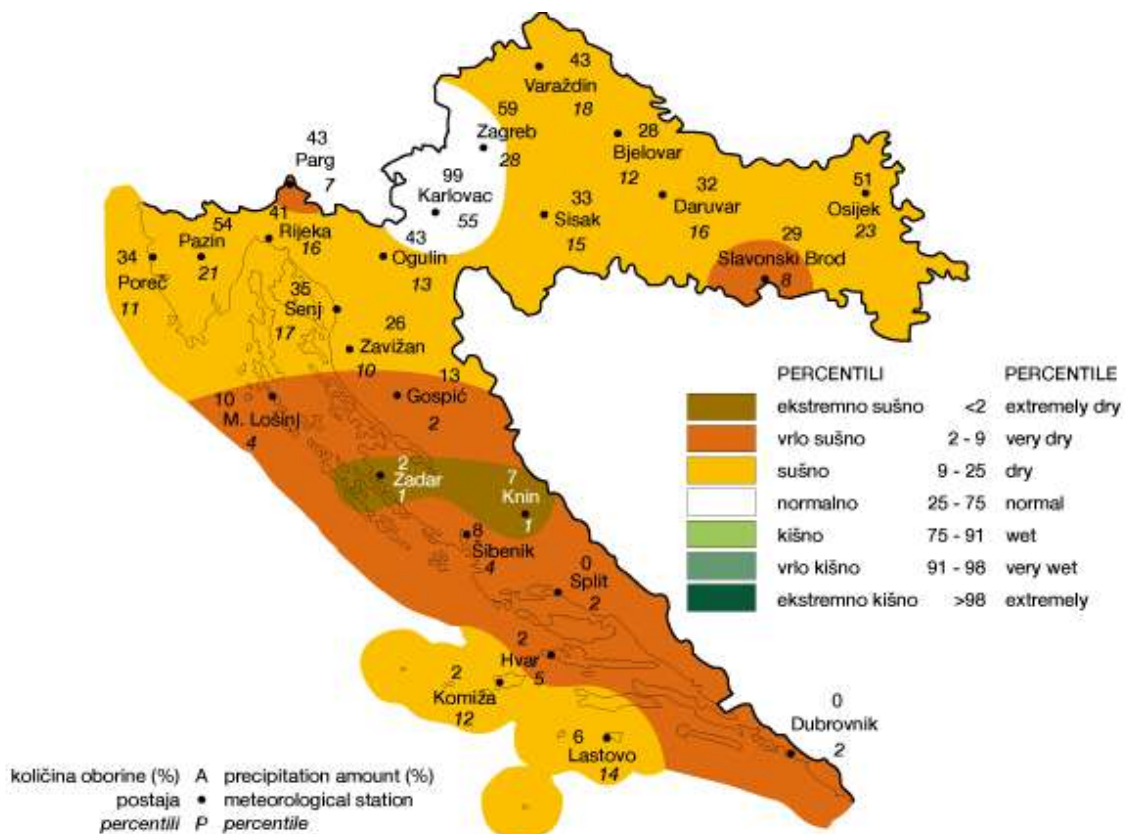 43
Varaždin
18
59
Zagreb
28
28
Bjelovar
12
43
Parg
7
99
Karlovac
55
32
Daruvar
16
51
Osijek
23
33
Sisak
15
41
Rijeka
16
54
Pazin
21
43
Ogulin
13
29
Slavonski Brod
8
34
Poreč
11
35
Senj
17
26
Zavižan
10
13
Gospić
2
10
M. Lošinj
4
2
Zadar
1
7
Knin
1
8
Šibenik
4
0
Split
2
2
Hvar
5
2
Komiža
12
6
Lastovo
14
0
Dubrovnik
2
PERCENTILI PERCENTILE
ekstremno sušno <2 extremely dry
vrlo sušno 2 - 9 very dry
sušno 9 - 25 dry
normalno 25 - 75 normal
kišno 75 - 91 wet
vrlo kišno 91 - 98 very wet
ekstremno kišno >98 extremely
količina oborine (%) A precipitation amount (%)
postaja • meteorological station
percentili P percentile